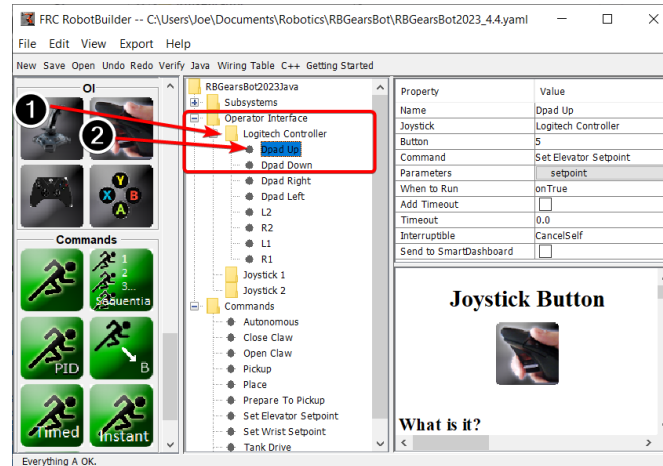 FRC RobotBuilder -- C:\Users\Joe\Documents\Robotics\RBGearsBot\RBGearsBot2023_4.4.yaml
File Edit View Export Help
New Save Open Undo Redo Verify Java Wiring Table C++ Getting Started
OI
1
2
Y
X
B
A
Commands
1
2
3...
Sequentia
PID
B
Timed
Instant
RBGearsBot2023Java
Subsystems
Operator Interface
Logitech Controller
Dpad Up
Dpad Down
Dpad Right
Dpad Left
L2
R2
L1
R1
Joystick 1
Joystick 2
Commands
Autonomous
Close Claw
Open Claw
Pickup
Place
Prepare To Pickup
Set Elevator Setpoint
Set Wrist Setpoint
Tank Drive
Property Value
Name Dpad Up
Joystick Logitech Controller
Button 5
Command Set Elevator Setpoint
Parameters setpoint
When to Run onTrue
Add Timeout
Timeout 0.0
Interruptible CancelSelf
Send to SmartDashboard
Joystick Button
What is it?
Everything A OK.